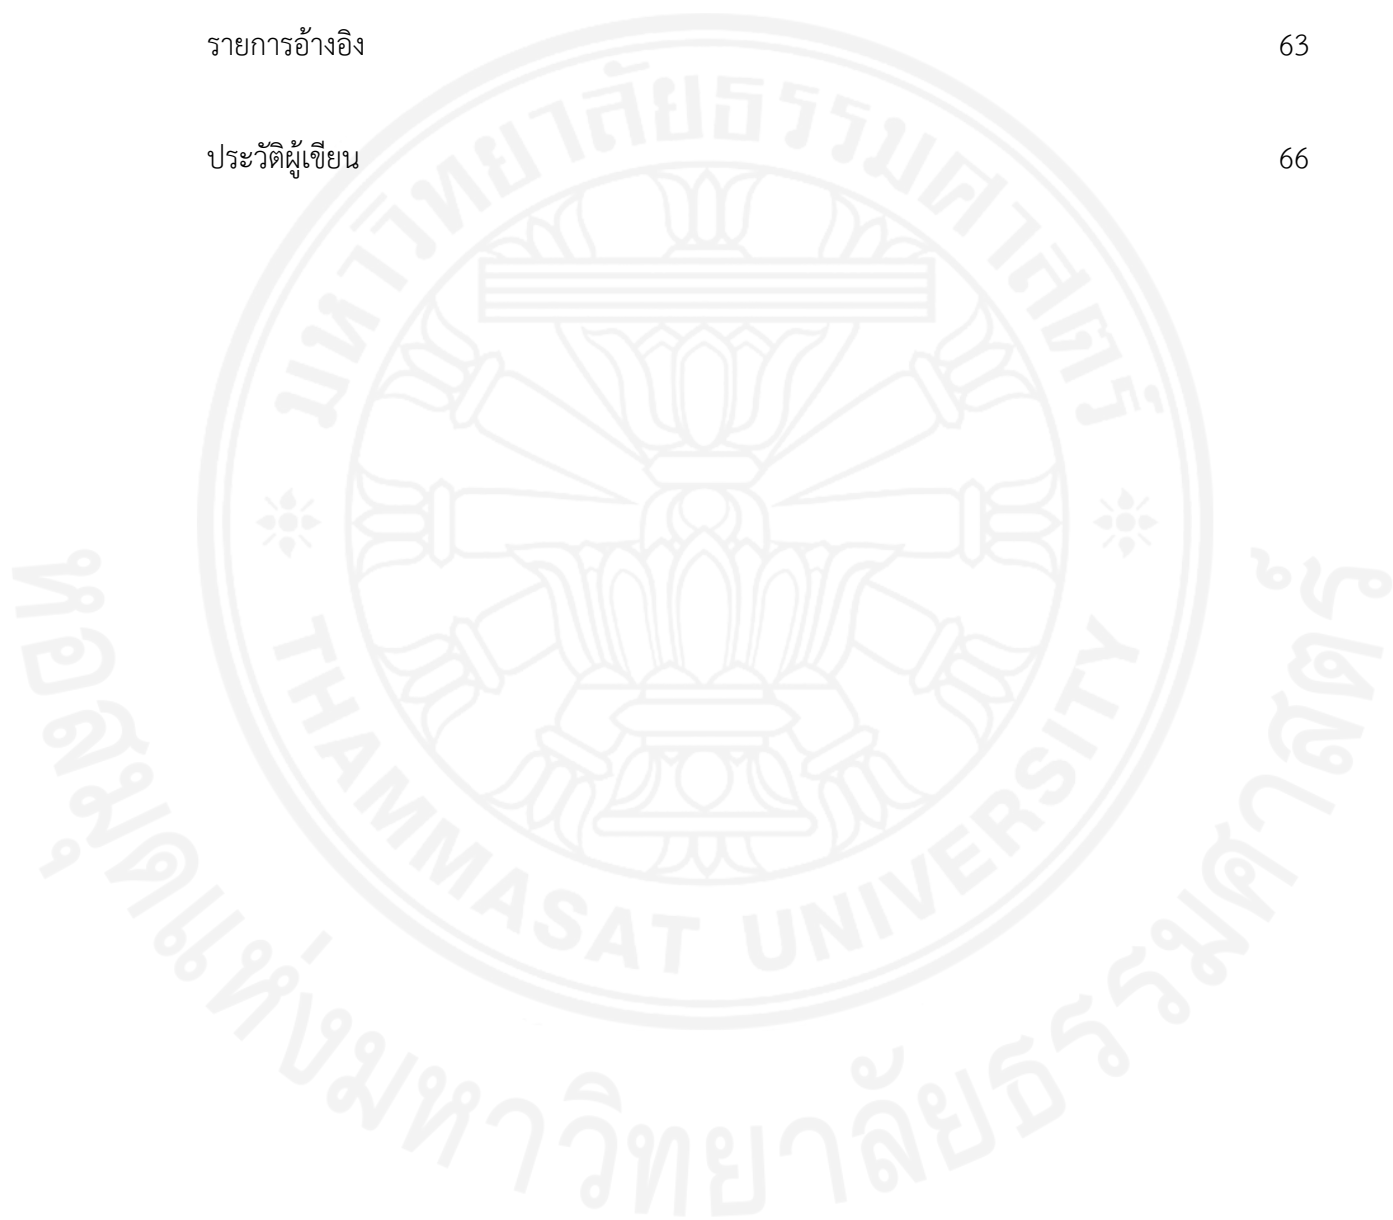 รายการอ้างอิง 63
ประวัติผู้เขียน 66
มหาวิทยาลัยธรรมศาสตร์
THAMMASAT UNIVERSITY
หอสมุดแห่งมหาวิทยาลัยธรรมศาสตร์